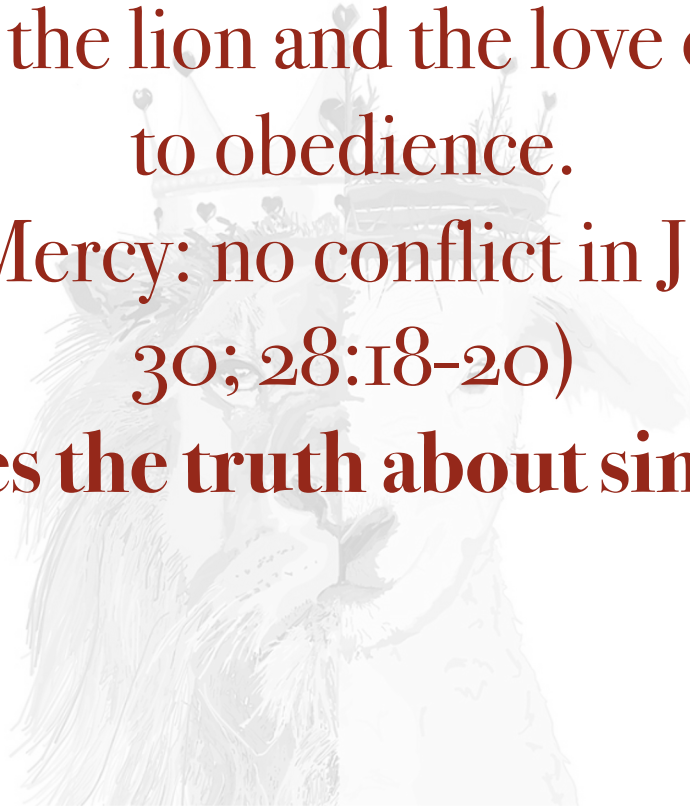 the lion and the love
to obedience.
Mercy: no conflict in J
30; 28:18-20)
es the truth about sin